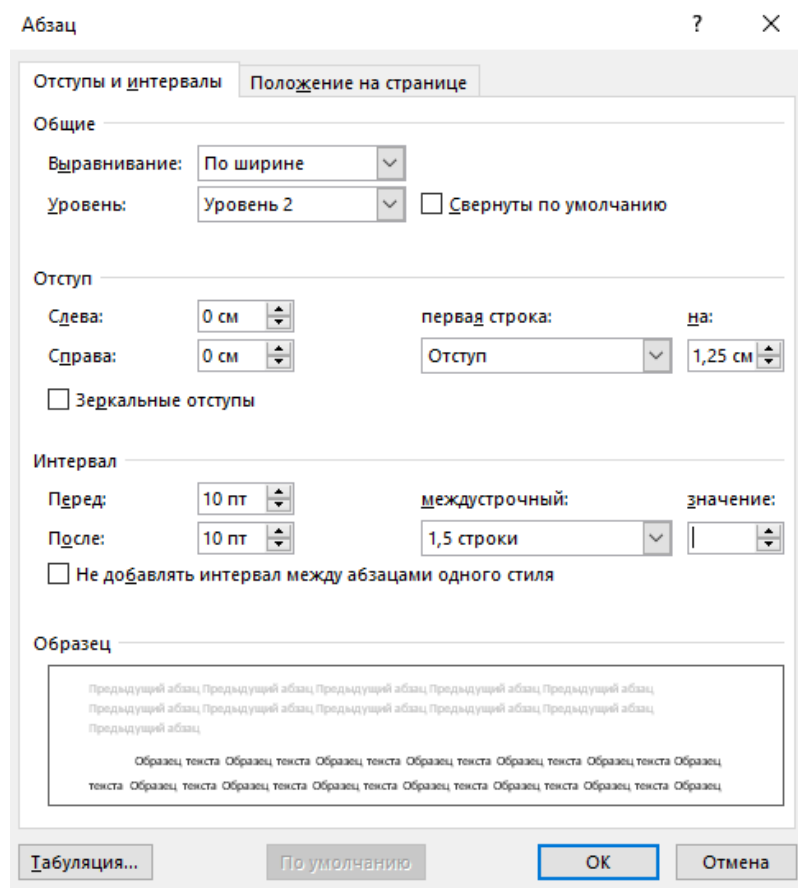 Абзац ?
Отступы и интервалы Положение на странице
Общие
Выравнивание: По ширине
Уровень: Уровень 2 Свернуты по умолчанию
Отступ
Слева: 0 см первая строка: на:
Справа: 0 см Отступ 1,25 см
Зеркальные отступы
Интервал
Перед: 10 пт междустрочный: значение:
После: 10 пт 1,5 строки
Не добавлять интервал между абзацами одного стиля
Образец
Предыдущий абзац Предыдущий абзац Предыдущий абзац Предыдущий абзац Предыдущий абзац
Предыдущий абзац Предыдущий абзац Предыдущий абзац Предыдущий абзац Предыдущий абзац
Предыдущий абзац
Образец текста Образец текста Образец текста Образец текста Образец текста Образец текста Образец
текста Образец текста Образец текста Образец текста Образец текста Образец текста Образец текста Образец
Табуляция... По умолчанию ОК Отмена